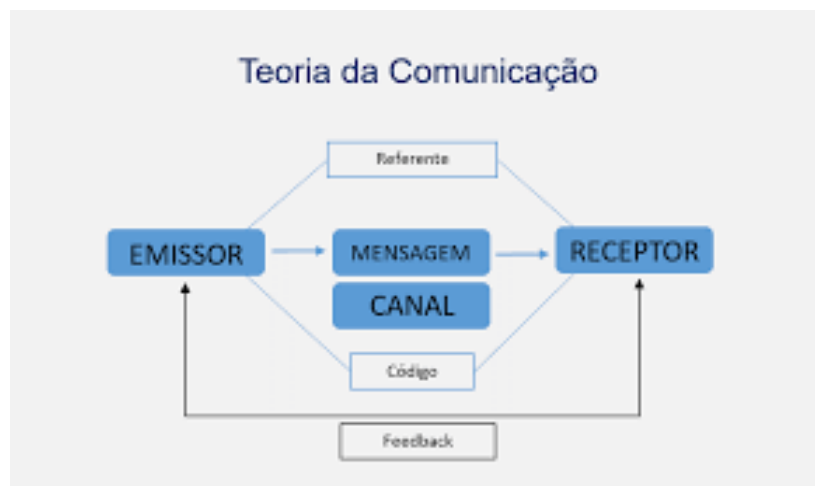 Teoria da Comunicação
Referente
EMISSOR
MENSAGEM
RECEPTOR
CANAL
Código
Feedback